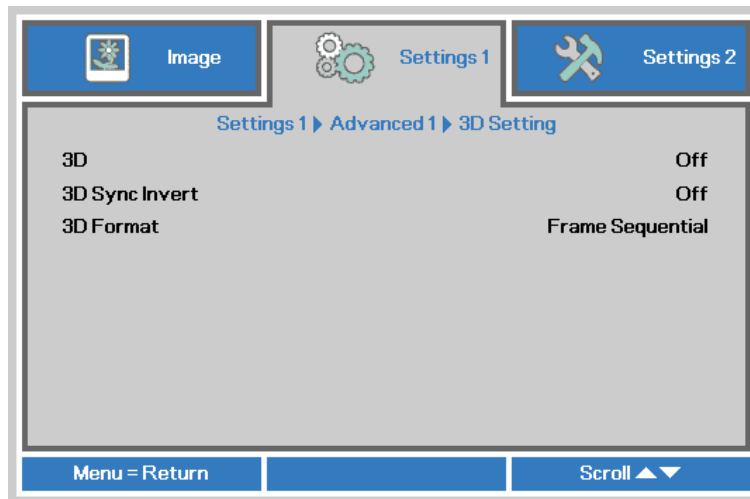 Image
Settings 1
Settings 2
Settings 1 ▶ Advanced 1 ▶ 3D Setting
3D Off
3D Sync Invert Off
3D Format Frame Sequential
Menu = Return
Scroll ▲▼